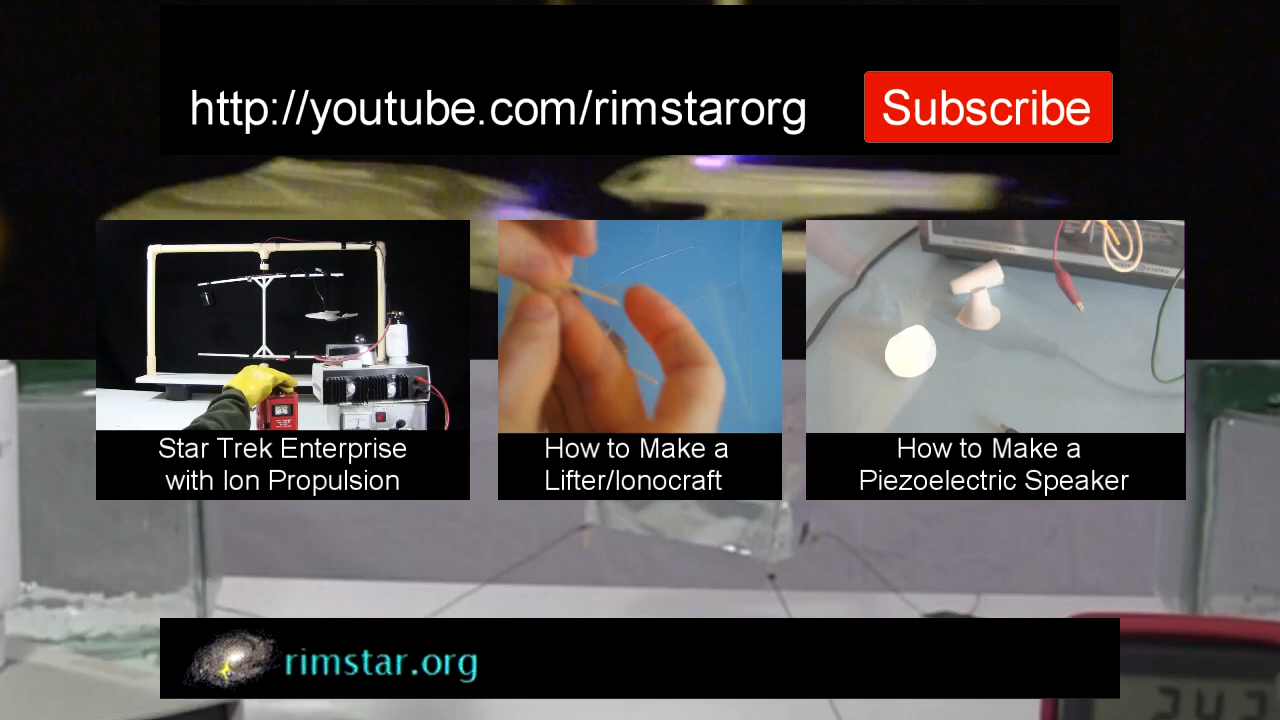 http://youtube.com/rimstarorg
Subscribe
Star Trek Enterprise
with Ion Propulsion
How to Make a
Lifter/Ionocraft
How to Make a
Piezoelectric Speaker
rimstar.org